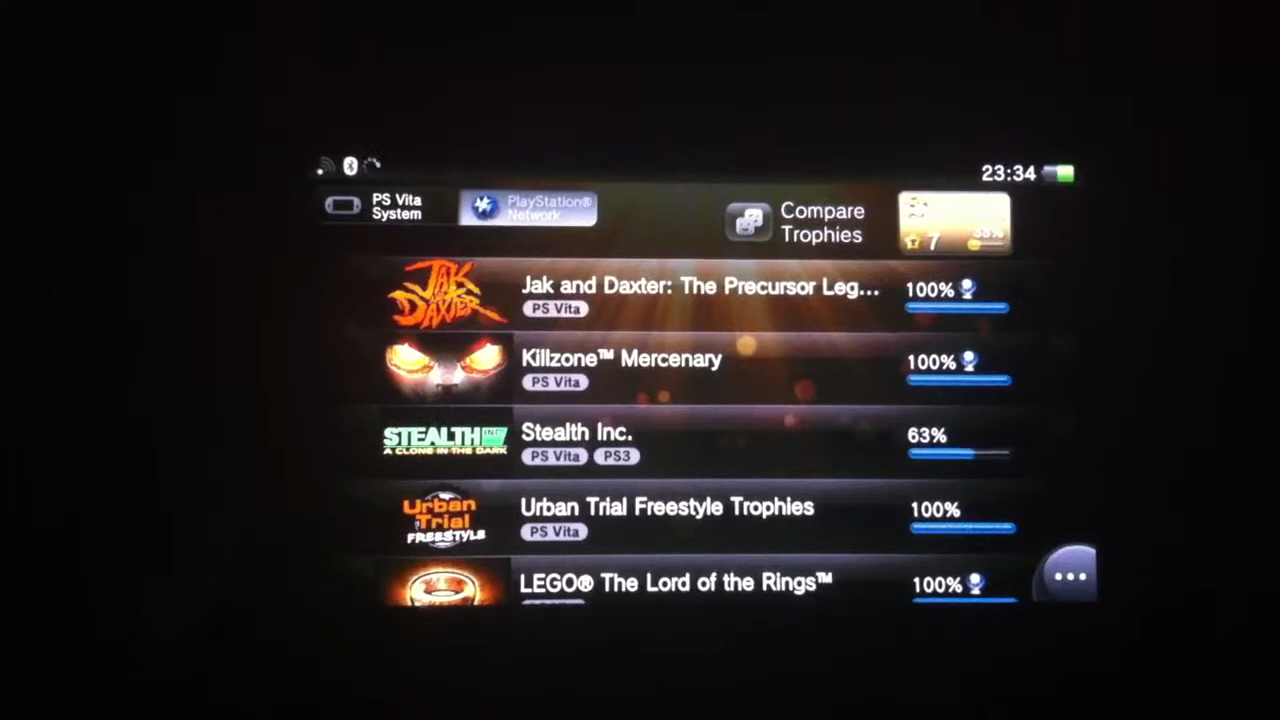 23:34
PS Vita
System
PlayStation®
Network
Compare
Trophies
7
33%
JAK
DAXTER
Jak and Daxter: The Precursor Leg...
PS Vita
100%
Killzone™ Mercenary
PS Vita
100%
STEALTH INC
A CLONE IN THE DARK
Stealth Inc.
PS Vita PS3
63%
Urban
Trial
FREESTYLE
Urban Trial Freestyle Trophies
PS Vita
100%
LEGO® The Lord of the Rings™
100%